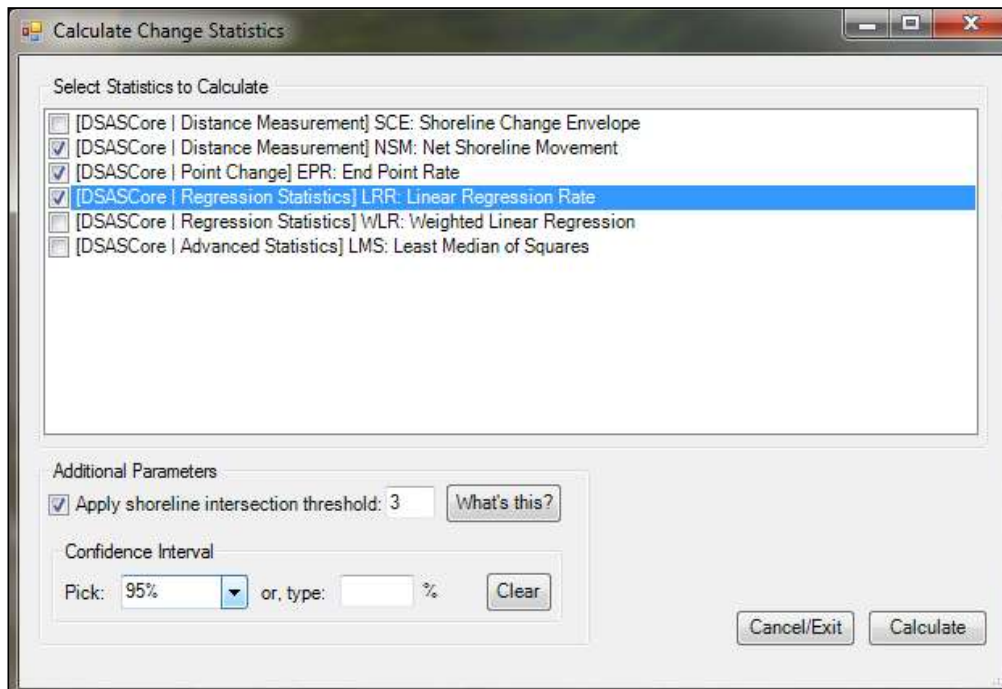 Calculate Change Statistics
Select Statistics to Calculate
[DSASCore | Distance Measurement] SCE: Shoreline Change Envelope
[DSASCore | Distance Measurement] NSM: Net Shoreline Movement
[DSASCore | Point Change] EPR: End Point Rate
[DSASCore | Regression Statistics] LRR: Linear Regression Rate
[DSASCore | Regression Statistics] WLR: Weighted Linear Regression
[DSASCore | Advanced Statistics] LMS: Least Median of Squares
Additional Parameters
Apply shoreline intersection threshold: 3 What's this?
Confidence Interval
Pick: 95% or, type: % Clear
Cancel/Exit Calculate